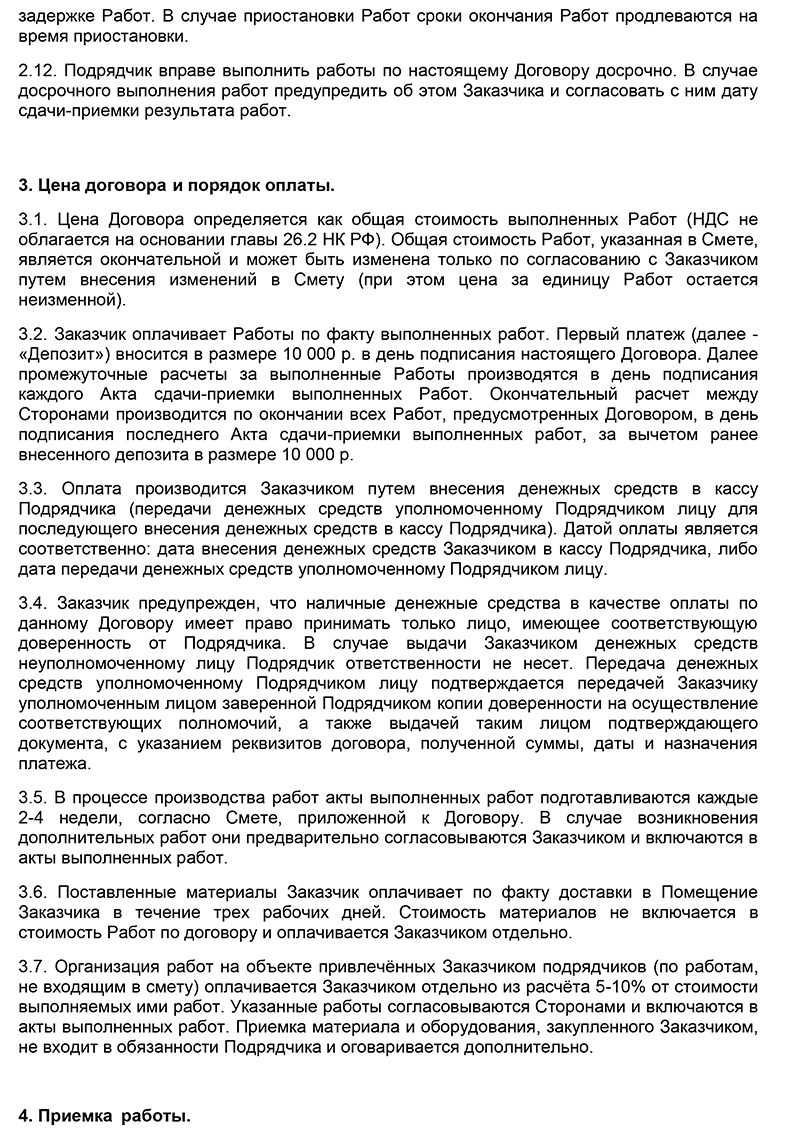 задержке Работ. В случае приостановки Работ сроки окончания Работ продлеваются на
время приостановки.
2.12. Подрядчик вправе выполнить работы по настоящему Договору досрочно. В случае
досрочного выполнения работ предупредить об этом Заказчика и согласовать с ним дату
сдачи-приемки результата работ.
3. Цена договора и порядок оплаты.
3.1. Цена Договора определяется как общая стоимость выполненных Работ (НДС не
облагается на основании главы 26.2 НК РФ). Общая стоимость Работ, указанная в Смете,
является окончательной и может быть изменена только по согласованию с Заказчиком
путем внесения изменений в Смету (при этом цена за единицу Работ остается
неизменной).
3.2. Заказчик оплачивает Работы по факту выполненных работ. Первый платеж (далее -
«Депозит») вносится в размере 10 000 р. в день подписания настоящего Договора. Далее
промежуточные расчеты за выполненные Работы производятся в день подписания
каждого Акта сдачи-приемки выполненных Работ. Окончательный расчет между
Сторонами производится по окончании всех Работ, предусмотренных Договором, в день
подписания последнего Акта сдачи-приемки выполненных работ, за вычетом ранее
внесенного депозита в размере 10 000 р.
3.3. Оплата производится Заказчиком путем внесения денежных средств в кассу
Подрядчика (передачи денежных средств уполномоченному Подрядчиком лицу для
последующего внесения денежных средств в кассу Подрядчика). Датой оплаты является
соответственно: дата внесения денежных средств Заказчиком в кассу Подрядчика, либо
дата передачи денежных средств уполномоченному Подрядчиком лицу.
3.4. Заказчик предупрежден, что наличные денежные средства в качестве оплаты по
данному Договору имеет право принимать только лицо, имеющее соответствующую
доверенность от Подрядчика. В случае выдачи Заказчиком денежных средств
неуполномоченному лицу Подрядчик ответственности не несет. Передача денежных
средств уполномоченному Подрядчиком лицу подтверждается передачей Заказчику
уполномоченным лицом заверенной Подрядчиком копии доверенности на осуществление
соответствующих полномочий, а также выдачей таким лицом подтверждающего
документа, с указанием реквизитов договора, полученной суммы, даты и назначения
платежа.
3.5. В процессе производства работ акты выполненных работ подготавливаются каждые
2-4 недели, согласно Смете, приложенной к Договору. В случае возникновения
дополнительных работ они предварительно согласовываются Заказчиком и включаются в
акты выполненных работ.
3.6. Поставленные материалы Заказчик оплачивает по факту доставки в Помещение
Заказчика в течение трех рабочих дней. Стоимость материалов не включается в
стоимость Работ по договору и оплачивается Заказчиком отдельно.
3.7. Организация работ на объекте привлечённых Заказчиком подрядчиков (по работам,
не входящим в смету) оплачивается Заказчиком отдельно из расчёта 5-10% от стоимости
выполняемых ими работ. Указанные работы согласовываются Сторонами и включаются в
акты выполненных работ. Приемка материала и оборудования, закупленного Заказчиком,
не входит в обязанности Подрядчика и оговаривается дополнительно.
4. Приемка работы.